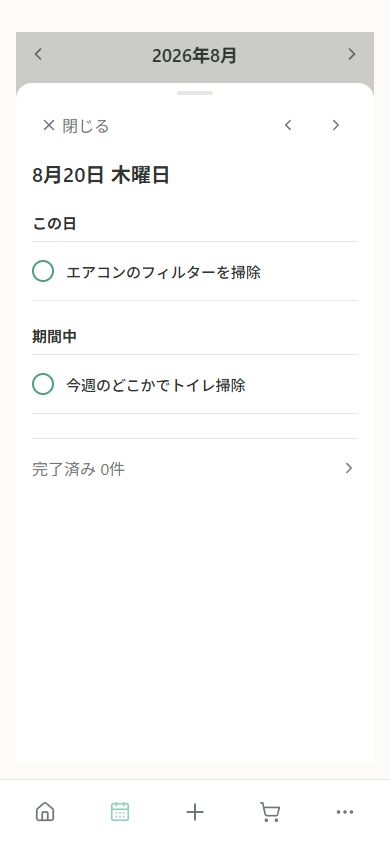 2026年8月
閉じる
8月20日 木曜日
この日
エアコンのフィルターを掃除
期間中
今週のどこかでトイレ掃除
完了済み 0件